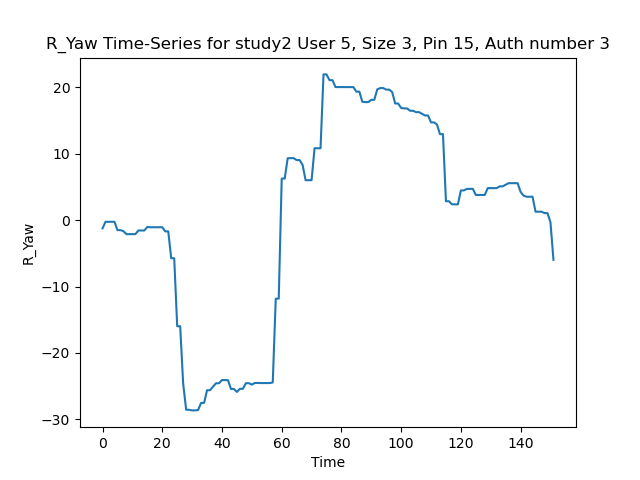 R_Yaw Time-Series for study2 User 5, Size 3, Pin 15, Auth number 3
20
10
0
−10
−20
−30
R_Yaw
0 20 40 60 80 100 120 140
Time